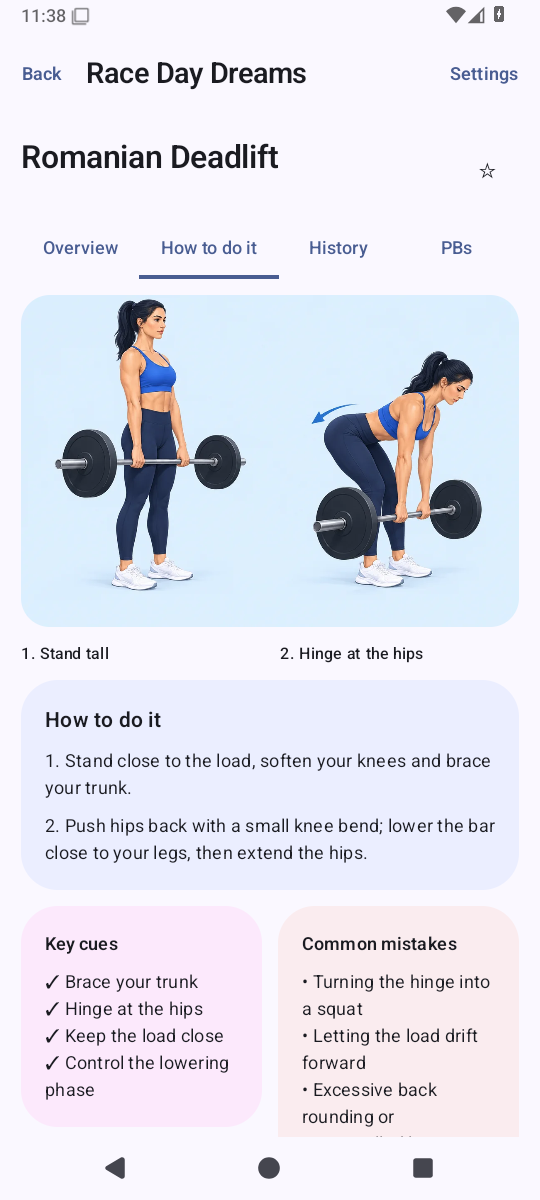 11:38
Back Race Day Dreams Settings
Romanian Deadlift ☆
Overview How to do it History PBs
1. Stand tall 2. Hinge at the hips
How to do it
1. Stand close to the load, soften your knees and brace
your trunk.
2. Push hips back with a small knee bend; lower the bar
close to your legs, then extend the hips.
Key cues
✓ Brace your trunk
✓ Hinge at the hips
✓ Keep the load close
✓ Control the lowering
phase
Common mistakes
• Turning the hinge into
a squat
• Letting the load drift
forward
• Excessive back
rounding or